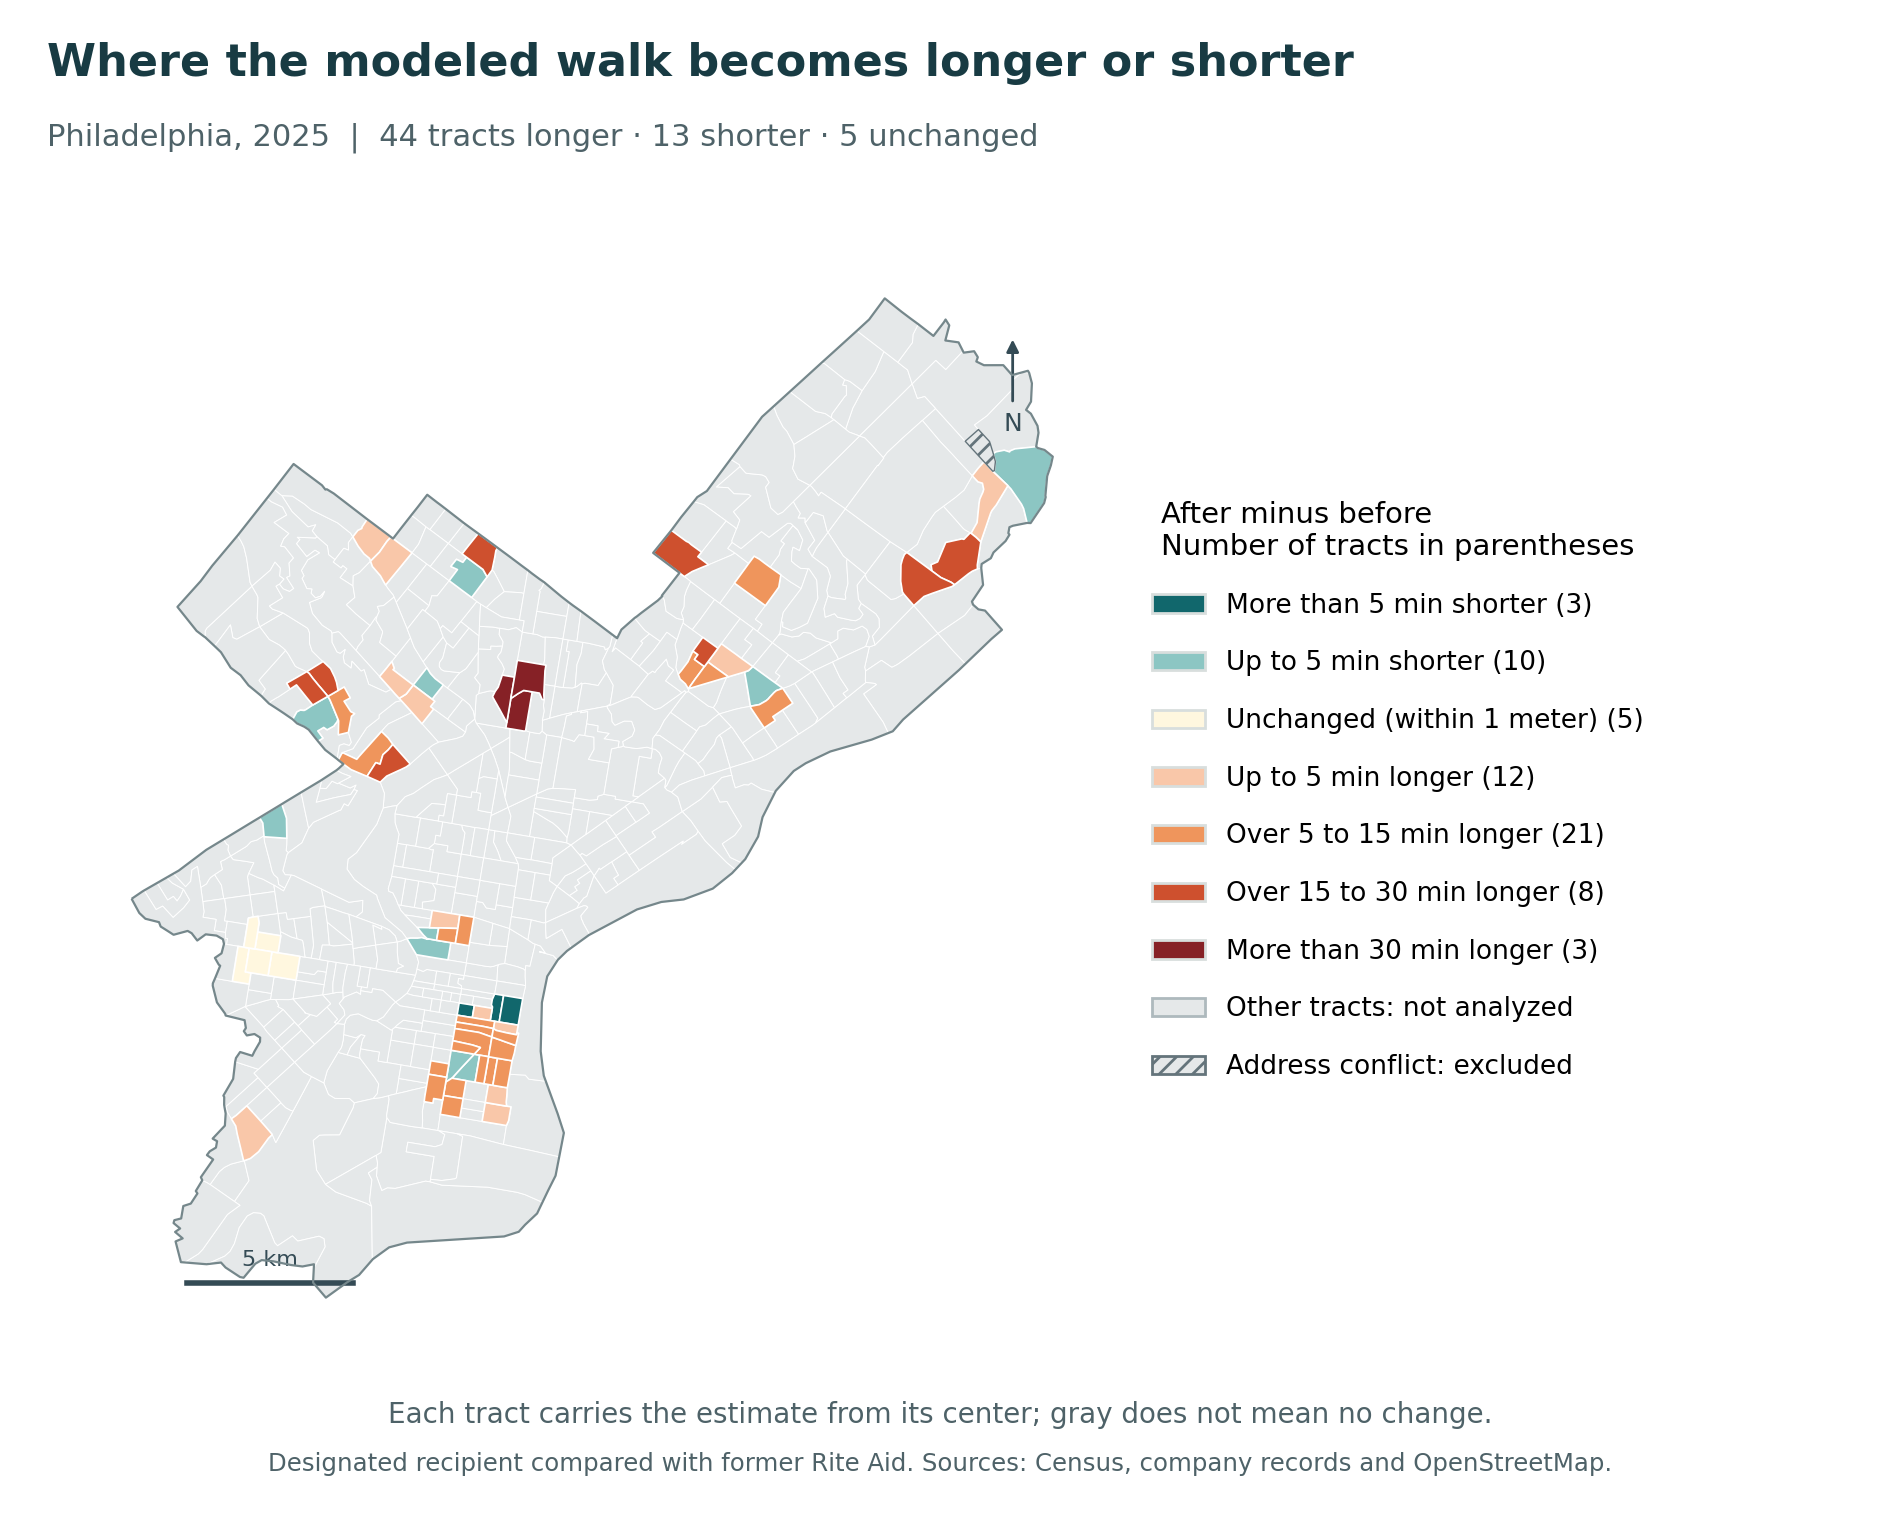 Where the modeled walk becomes longer or shorter
Philadelphia, 2025 | 44 tracts longer · 13 shorter · 5 unchanged
N
After minus before
Number of tracts in parentheses
More than 5 min shorter (3)
Up to 5 min shorter (10)
Unchanged (within 1 meter) (5)
Up to 5 min longer (12)
Over 5 to 15 min longer (21)
Over 15 to 30 min longer (8)
More than 30 min longer (3)
Other tracts: not analyzed
Address conflict: excluded
5 km
Each tract carries the estimate from its center; gray does not mean no change.
Designated recipient compared with former Rite Aid. Sources: Census, company records and OpenStreetMap.